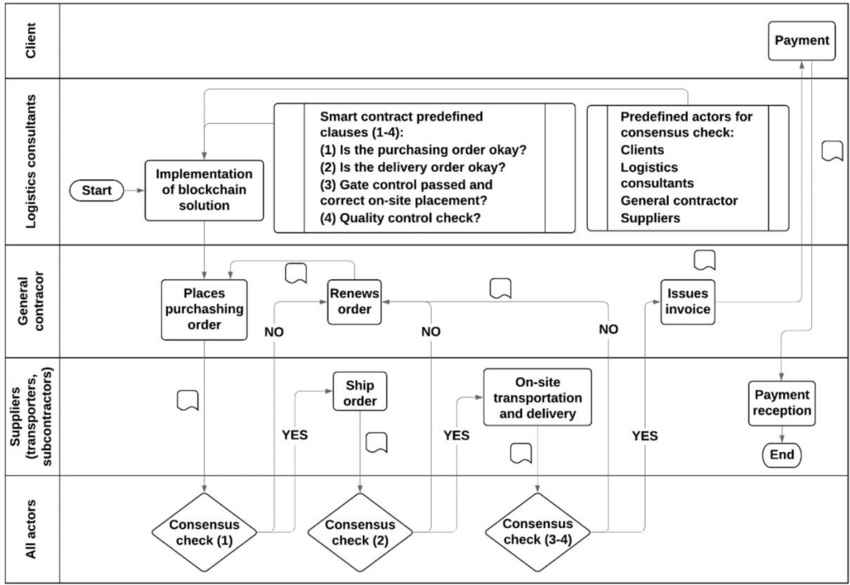 Client
Payment
Logistics consultants
Smart contract predefined
clauses (1-4):
(1) Is the purchasing order okay?
(2) Is the delivery order okay?
(3) Gate control passed and
correct on-site placement?
(4) Quality control check?
Predefined actors for
consensus check:
Clients
Logistics
consultants
General contractor
Suppliers
Start
Implementation
of blockchain
solution
General
contracor
Places
purchashing
order
Renews
order
Issues
invoice
NO
NO
NO
Suppliers
(transporters,
subcontractors)
Ship
order
On-site
transportation
and delivery
Payment
reception
YES
YES
YES
End
All actors
Consensus
check (1)
Consensus
check (2)
Consensus
check (3-4)